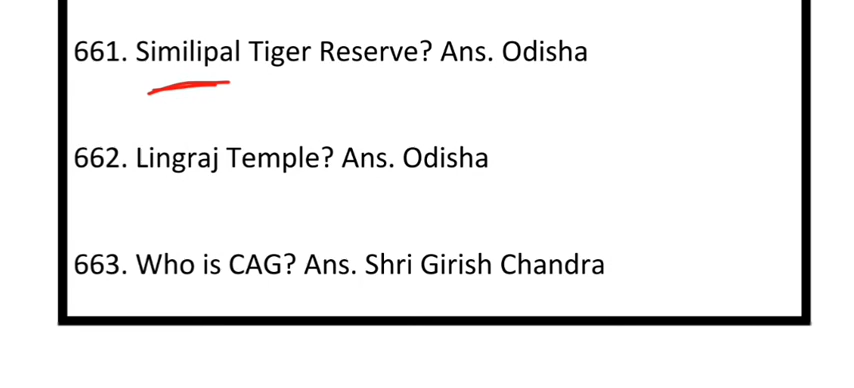 661. Similipal Tiger Reserve? Ans. Odisha
662. Lingraj Temple? Ans. Odisha
663. Who is CAG? Ans. Shri Girish Chandra